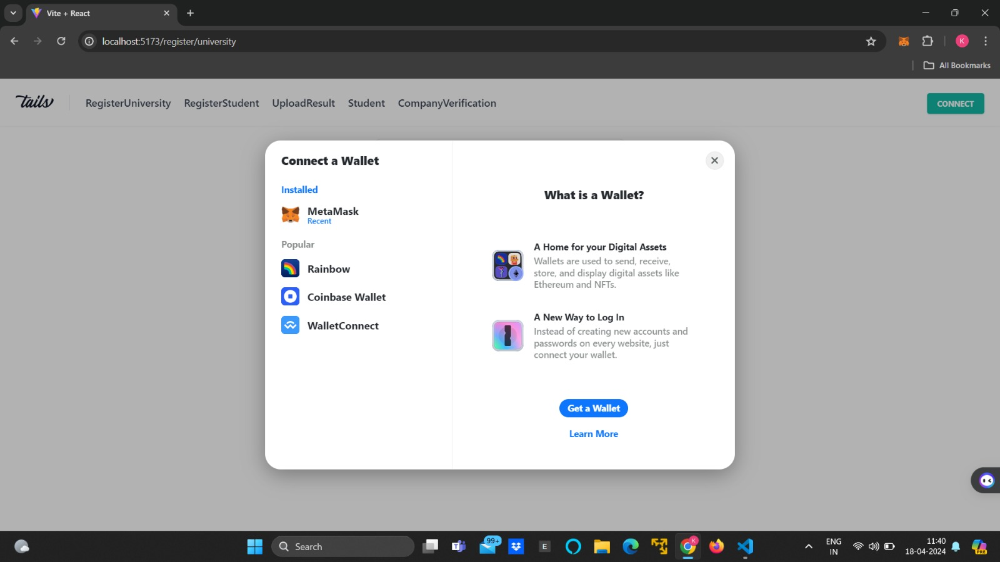 Vite + React
localhost:5173/register/university
K
All Bookmarks
tails
RegisterUniversity RegisterStudent UploadResult Student CompanyVerification
CONNECT
Connect a Wallet
Installed
MetaMask
Recent
Popular
Rainbow
Coinbase Wallet
WalletConnect
What is a Wallet?
A Home for your Digital Assets
Wallets are used to send, receive,
store, and display digital assets like
Ethereum and NFTs.
A New Way to Log In
Instead of creating new accounts and
passwords on every website, just
connect your wallet.
Get a Wallet
Learn More
Search
99+
E
K
ENG
IN
11:40
18-04-2024
PRE